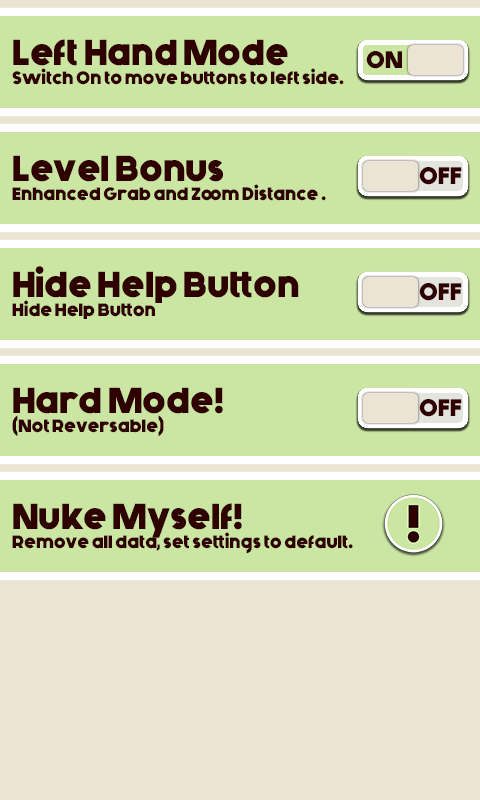 Left Hand Mode
Switch On to move buttons to left side.
ON
Level Bonus
Enhanced Grab and Zoom Distance .
OFF
Hide Help Button
Hide Help Button
OFF
Hard Mode!
(Not Reversable)
OFF
Nuke Myself!
Remove all data, set settings to default.
!